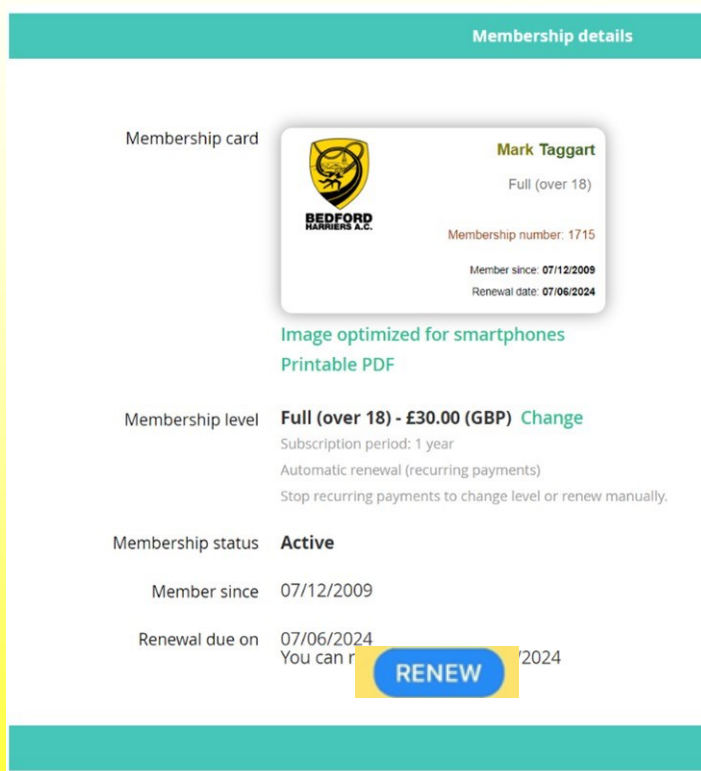 Membership details
Membership card
BEDFORD
HARRIERS A.C.
Mark Taggart
Full (over 18)
Membership number: 1715
Member since: 07/12/2009
Renewal date: 07/06/2024
Image optimized for smartphones
Printable PDF
Membership level Full (over 18) - £30.00 (GBP) Change
Subscription period: 1 year
Automatic renewal (recurring payments)
Stop recurring payments to change level or renew manually.
Membership status Active
Member since 07/12/2009
Renewal due on 07/06/2024
You can r /2024
RENEW